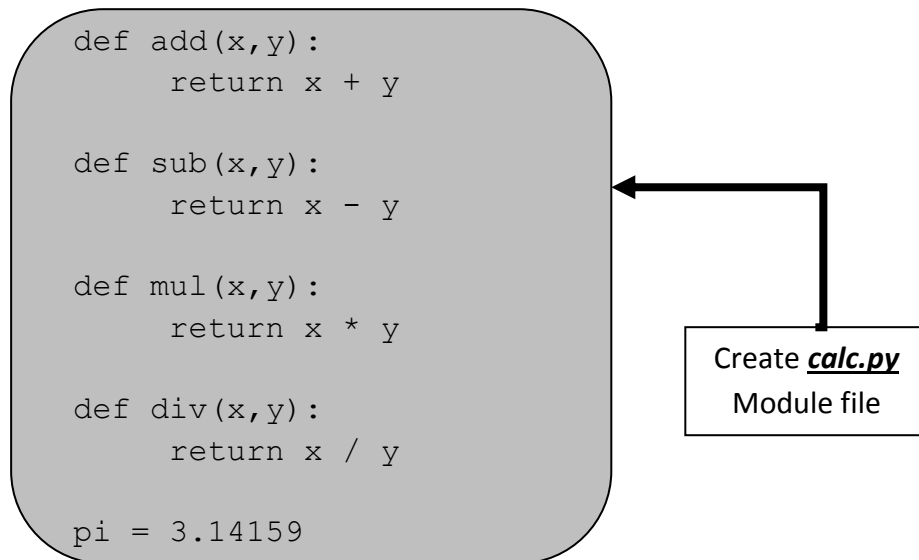 def add(x,y):
     return x + y

def sub(x,y):
     return x - y

def mul(x,y):
     return x * y

def div(x,y):
     return x / y

pi = 3.14159
Create calc.py
Module file